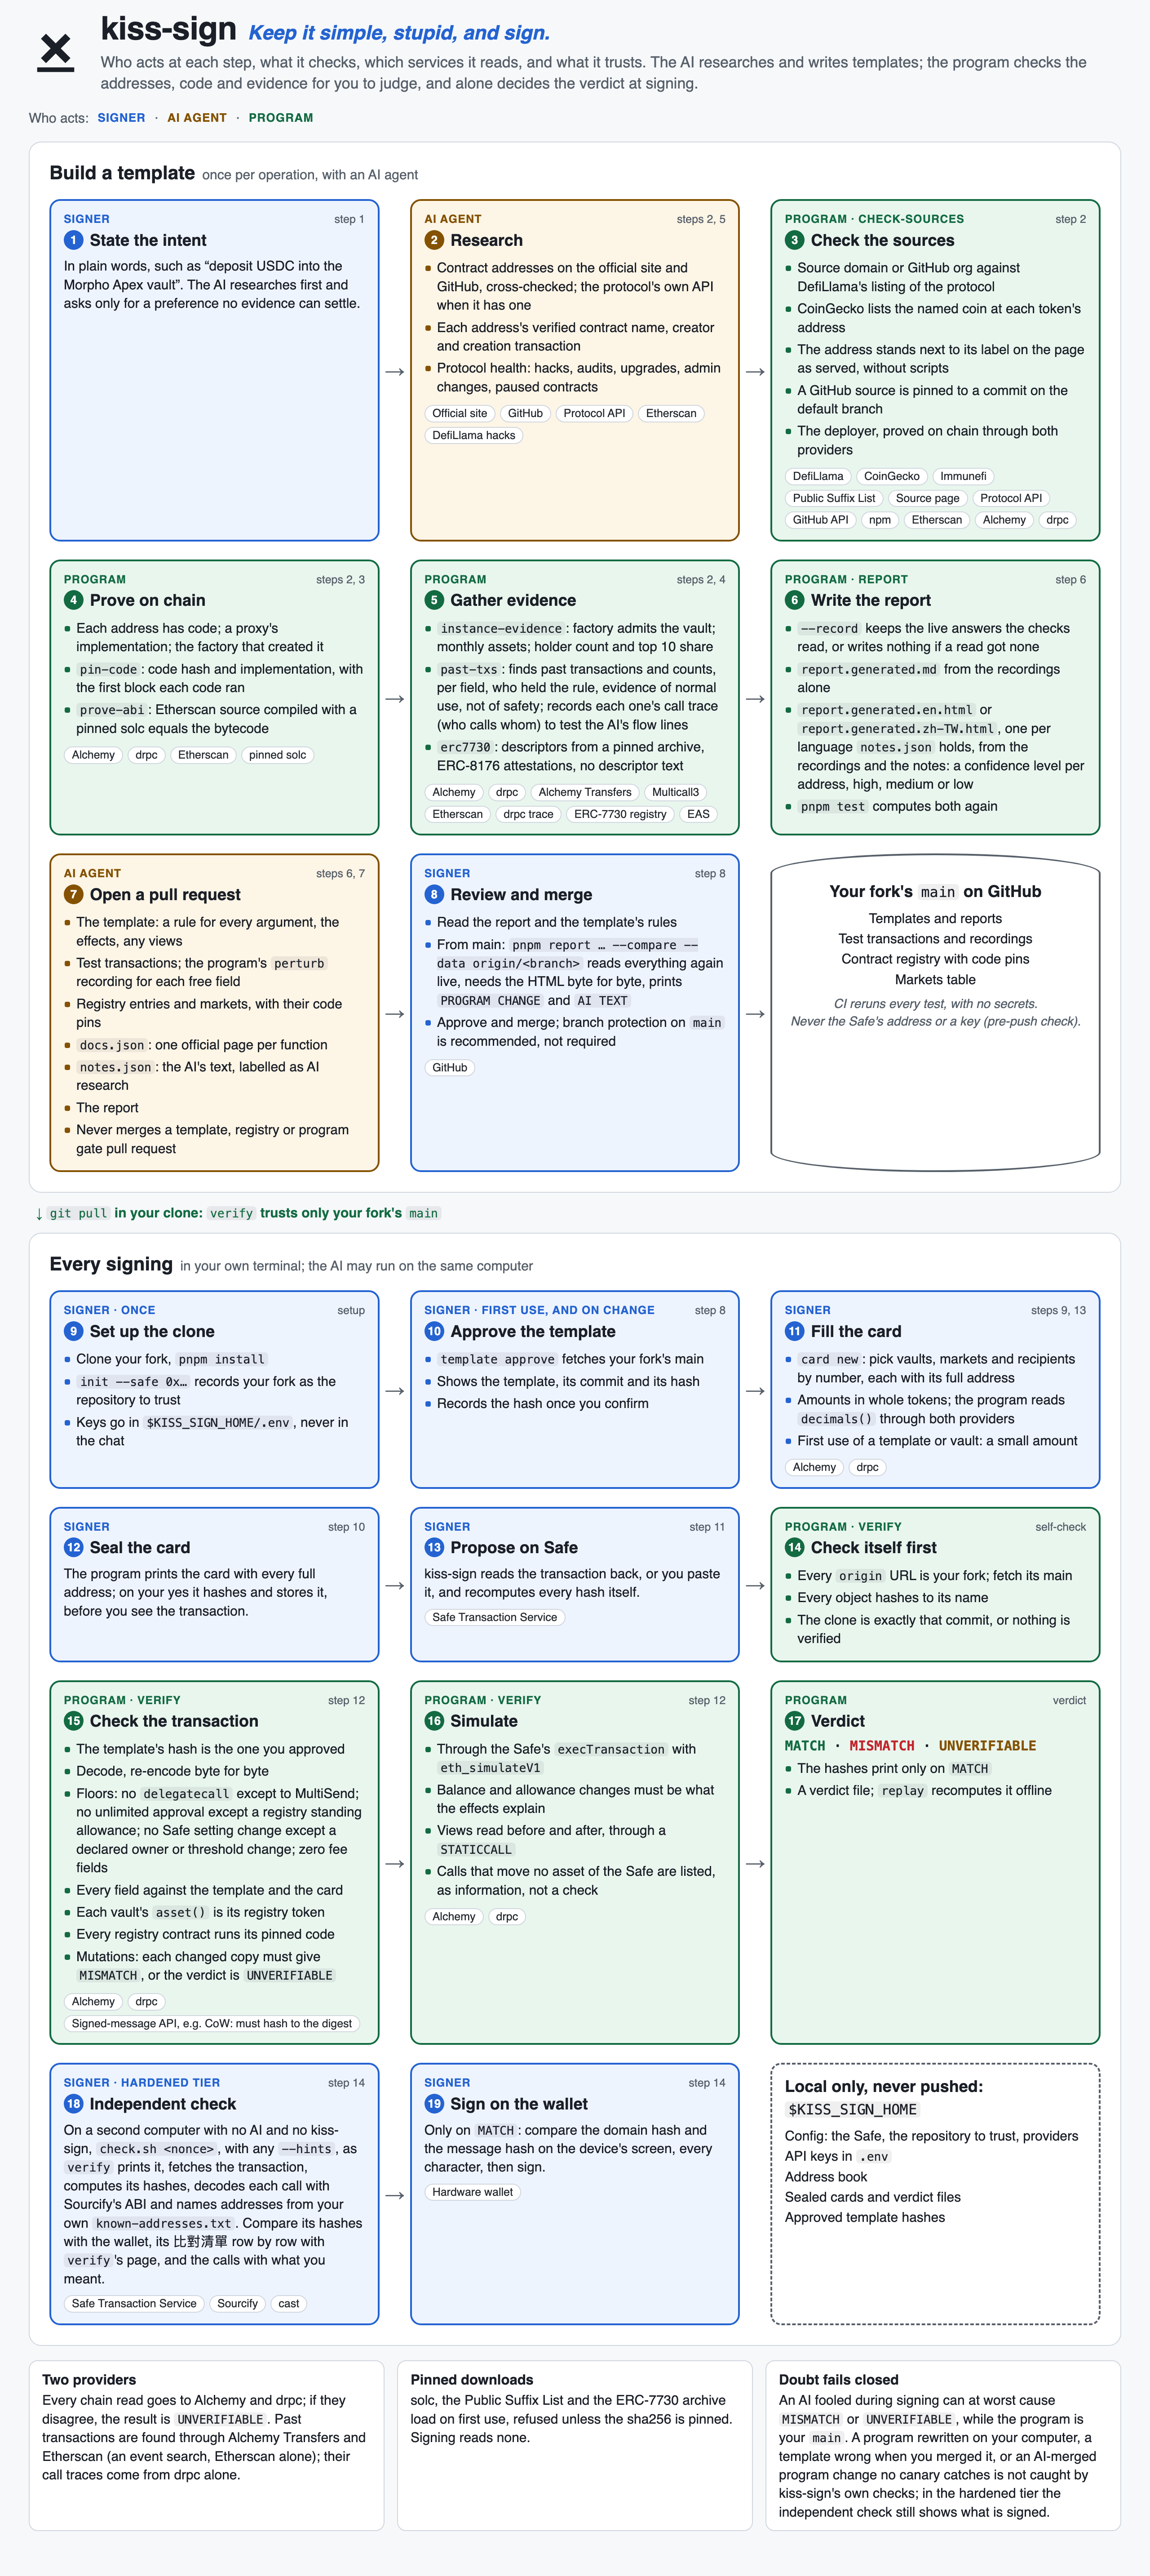 kiss-sign Keep it simple, stupid, and sign.
Who acts at each step, what it checks, which services it reads, and what it trusts. The AI researches and writes templates; the program checks the
addresses, code and evidence for you to judge, and alone decides the verdict at signing.
Who acts: SIGNER · AI AGENT · PROGRAM
Build a template once per operation, with an AI agent
SIGNER step 1
1 State the intent
In plain words, such as “deposit USDC into the
Morpho Apex vault”. The AI researches first and
asks only for a preference no evidence can settle.
→
AI AGENT steps 2, 5
2 Research
Contract addresses on the official site and
GitHub, cross-checked; the protocol's own API
when it has one
Each address's verified contract name, creator
and creation transaction
Protocol health: hacks, audits, upgrades, admin
changes, paused contracts
Official site GitHub Protocol API Etherscan
DefiLlama hacks
→
PROGRAM · CHECK-SOURCES step 2
3 Check the sources
Source domain or GitHub org against
DefiLlama's listing of the protocol
CoinGecko lists the named coin at each token's
address
The address stands next to its label on the page
as served, without scripts
A GitHub source is pinned to a commit on the
default branch
The deployer, proved on chain through both
providers
DefiLlama CoinGecko Immunefi
Public Suffix List Source page Protocol API
GitHub API npm Etherscan Alchemy drpc
PROGRAM steps 2, 3
4 Prove on chain
Each address has code; a proxy's
implementation; the factory that created it
pin-code: code hash and implementation, with
the first block each code ran
prove-abi: Etherscan source compiled with a
pinned solc equals the bytecode
Alchemy drpc Etherscan pinned solc
→
PROGRAM steps 2, 4
5 Gather evidence
instance-evidence: factory admits the vault;
monthly assets; holder count and top 10 share
past-txs: finds past transactions and counts,
per field, who held the rule, evidence of normal
use, not of safety; records each one's call trace
(who calls whom) to test the AI's flow lines
erc7730: descriptors from a pinned archive,
ERC-8176 attestations, no descriptor text
Alchemy drpc Alchemy Transfers Multicall3
Etherscan drpc trace ERC-7730 registry EAS
→
PROGRAM · REPORT step 6
6 Write the report
--record keeps the live answers the checks
read, or writes nothing if a read got none
report.generated.md from the recordings
alone
report.generated.en.html or
report.generated.zh-TW.html, one per
language notes.json holds, from the
recordings and the notes: a confidence level per
address, high, medium or low
pnpm test computes both again
AI AGENT steps 6, 7
7 Open a pull request
The template: a rule for every argument, the
effects, any views
Test transactions; the program's perturb
recording for each free field
Registry entries and markets, with their code
pins
docs.json: one official page per function
notes.json: the AI's text, labelled as AI
research
The report
Never merges a template, registry or program
gate pull request
→
SIGNER step 8
8 Review and merge
Read the report and the template's rules
From main: pnpm report … --compare --
data origin/<branch> reads everything again
live, needs the HTML byte for byte, prints
PROGRAM CHANGE and AI TEXT
Approve and merge; branch protection on main
is recommended, not required
GitHub
→
Your fork's main on GitHub
Templates and reports
Test transactions and recordings
Contract registry with code pins
Markets table
CI reruns every test, with no secrets.
Never the Safe's address or a key (pre-push check).
↓ git pull in your clone: verify trusts only your fork's main
Every signing in your own terminal; the AI may run on the same computer
SIGNER · ONCE setup
9 Set up the clone
Clone your fork, pnpm install
init --safe 0x… records your fork as the
repository to trust
Keys go in $KISS_SIGN_HOME/.env, never in
the chat
→
SIGNER · FIRST USE, AND ON CHANGE step 8
10 Approve the template
template approve fetches your fork's main
Shows the template, its commit and its hash
Records the hash once you confirm
→
SIGNER steps 9, 13
11 Fill the card
card new: pick vaults, markets and recipients
by number, each with its full address
Amounts in whole tokens; the program reads
decimals() through both providers
First use of a template or vault: a small amount
Alchemy drpc
SIGNER step 10
12 Seal the card
The program prints the card with every full
address; on your yes it hashes and stores it,
before you see the transaction.
→
SIGNER step 11
13 Propose on Safe
kiss-sign reads the transaction back, or you paste
it, and recomputes every hash itself.
Safe Transaction Service
→
PROGRAM · VERIFY self-check
14 Check itself first
Every origin URL is your fork; fetch its main
Every object hashes to its name
The clone is exactly that commit, or nothing is
verified
PROGRAM · VERIFY step 12
15 Check the transaction
The template's hash is the one you approved
Decode, re-encode byte for byte
Floors: no delegatecall except to MultiSend;
no unlimited approval except a registry standing
allowance; no Safe setting change except a
declared owner or threshold change; zero fee
fields
Every field against the template and the card
Each vault's asset() is its registry token
Every registry contract runs its pinned code
Mutations: each changed copy must give
MISMATCH, or the verdict is UNVERIFIABLE
Alchemy drpc
Signed-message API, e.g. CoW: must hash to the digest
→
PROGRAM · VERIFY step 12
16 Simulate
Through the Safe's execTransaction with
eth_simulateV1
Balance and allowance changes must be what
the effects explain
Views read before and after, through a
STATICCALL
Calls that move no asset of the Safe are listed,
as information, not a check
Alchemy drpc
→
PROGRAM verdict
17 Verdict
MATCH · MISMATCH · UNVERIFIABLE
The hashes print only on MATCH
A verdict file; replay recomputes it offline
SIGNER · HARDENED TIER step 14
18 Independent check
On a second computer with no AI and no kiss-
sign, check.sh <nonce>, with any --hints, as
verify prints it, fetches the transaction,
computes its hashes, decodes each call with
Sourcify's ABI and names addresses from your
own known-addresses.txt. Compare its hashes
with the wallet, its 比對清單 row by row with
verify's page, and the calls with what you
meant.
Safe Transaction Service Sourcify cast
→
SIGNER step 14
19 Sign on the wallet
Only on MATCH: compare the domain hash and
the message hash on the device's screen, every
character, then sign.
Hardware wallet
Local only, never pushed:
$KISS_SIGN_HOME
Config: the Safe, the repository to trust, providers
API keys in .env
Address book
Sealed cards and verdict files
Approved template hashes
Two providers
Every chain read goes to Alchemy and drpc; if they
disagree, the result is UNVERIFIABLE. Past
transactions are found through Alchemy Transfers and
Etherscan (an event search, Etherscan alone); their
call traces come from drpc alone.
Pinned downloads
solc, the Public Suffix List and the ERC-7730 archive
load on first use, refused unless the sha256 is pinned.
Signing reads none.
Doubt fails closed
An AI fooled during signing can at worst cause
MISMATCH or UNVERIFIABLE, while the program is
your main. A program rewritten on your computer, a
template wrong when you merged it, or an AI-merged
program change no canary catches is not caught by
kiss-sign's own checks; in the hardened tier the
independent check still shows what is signed.